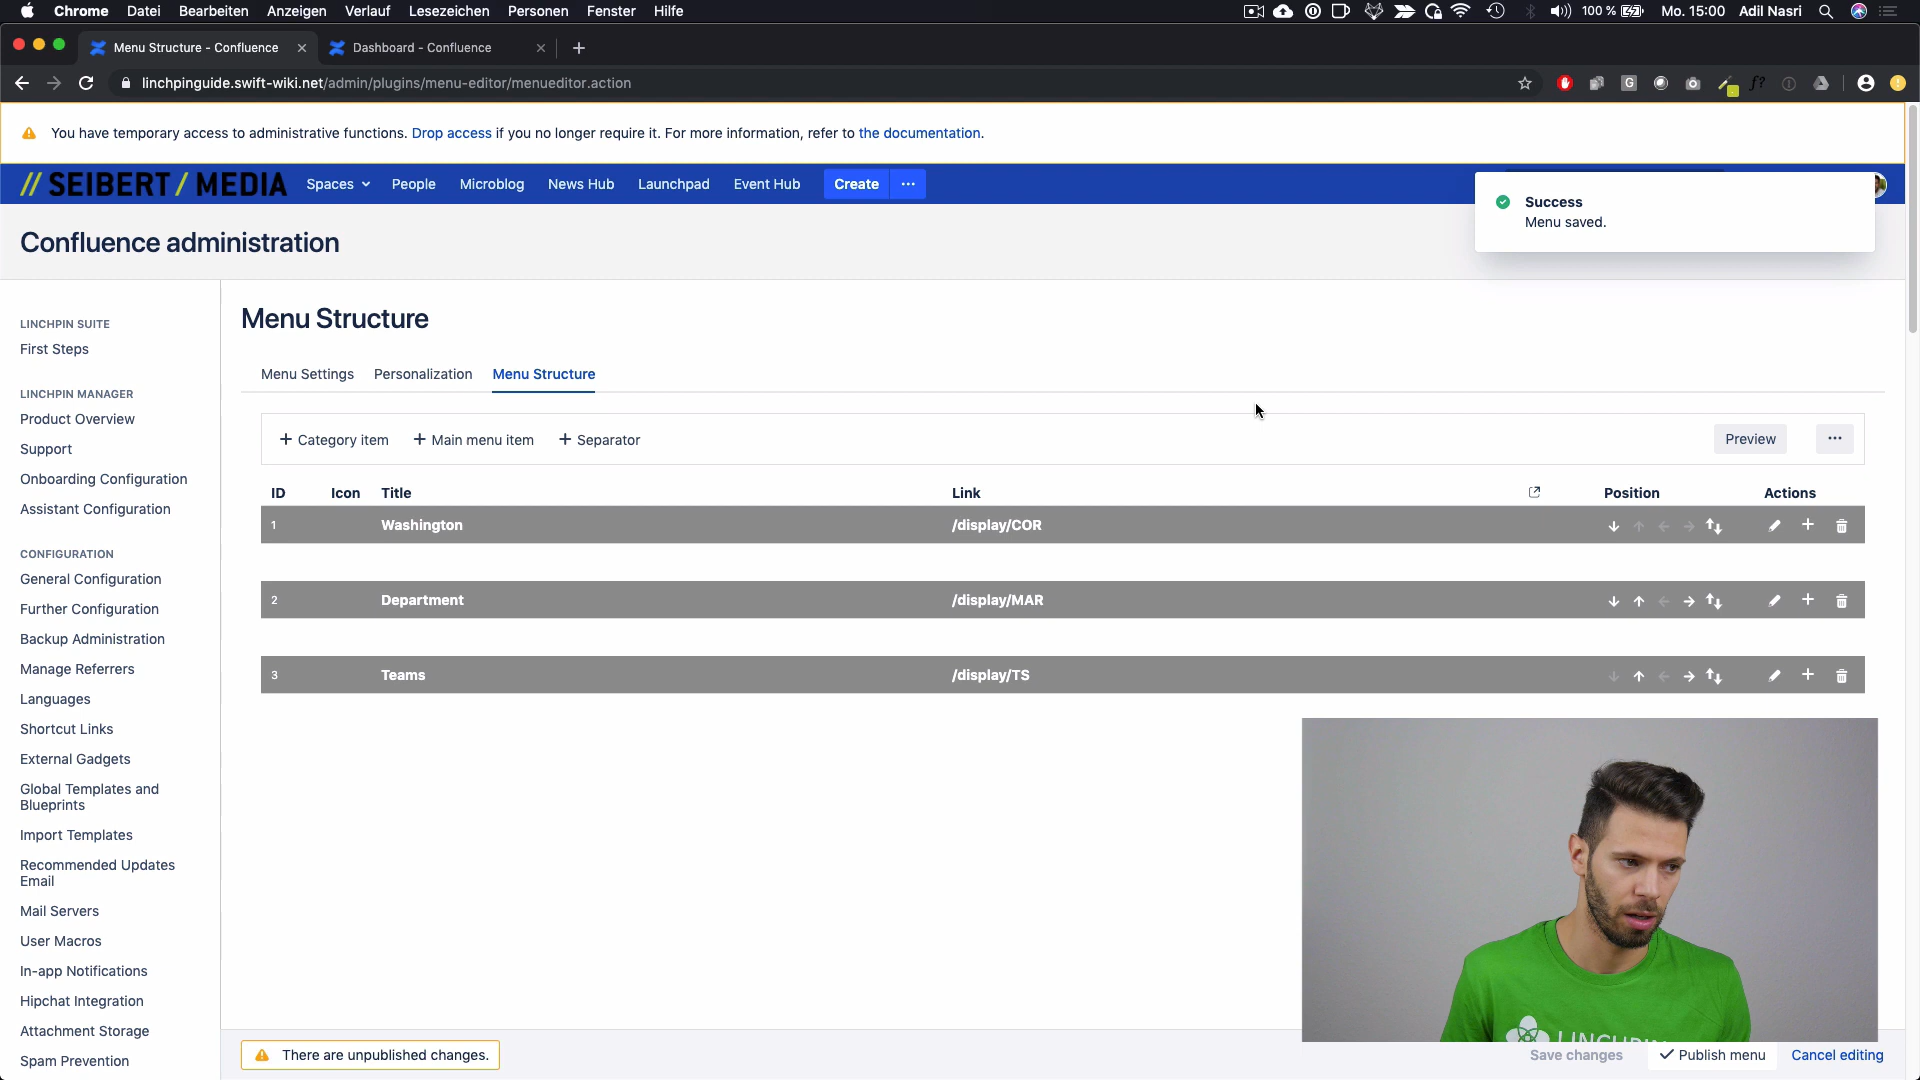 Chrome Datei Bearbeiten Anzeigen Verlauf Lesezeichen Personen Fenster Hilfe 100 % Mo. 15:00 Adil Nasri
Menu Structure - Confluence Dashboard - Confluence
linchpinguide.swift-wiki.net/admin/plugins/menu-editor/menueditor.action
You have temporary access to administrative functions. Drop access if you no longer require it. For more information, refer to the documentation.
// SEIBERT / MEDIA Spaces People Microblog News Hub Launchpad Event Hub Create ···
Success
Menu saved.
Confluence administration
LINCHPIN SUITE
First Steps
LINCHPIN MANAGER
Product Overview
Support
Onboarding Configuration
Assistant Configuration
CONFIGURATION
General Configuration
Further Configuration
Backup Administration
Manage Referrers
Languages
Shortcut Links
External Gadgets
Global Templates and
Blueprints
Import Templates
Recommended Updates
Email
Mail Servers
User Macros
In-app Notifications
Hipchat Integration
Attachment Storage
Spam Prevention
Menu Structure
Menu Settings Personalization Menu Structure
+ Category item + Main menu item + Separator Preview ···
ID Icon Title Link Position Actions
1 Washington /display/COR
2 Department /display/MAR
3 Teams /display/TS
There are unpublished changes. Save changes Publish menu Cancel editing